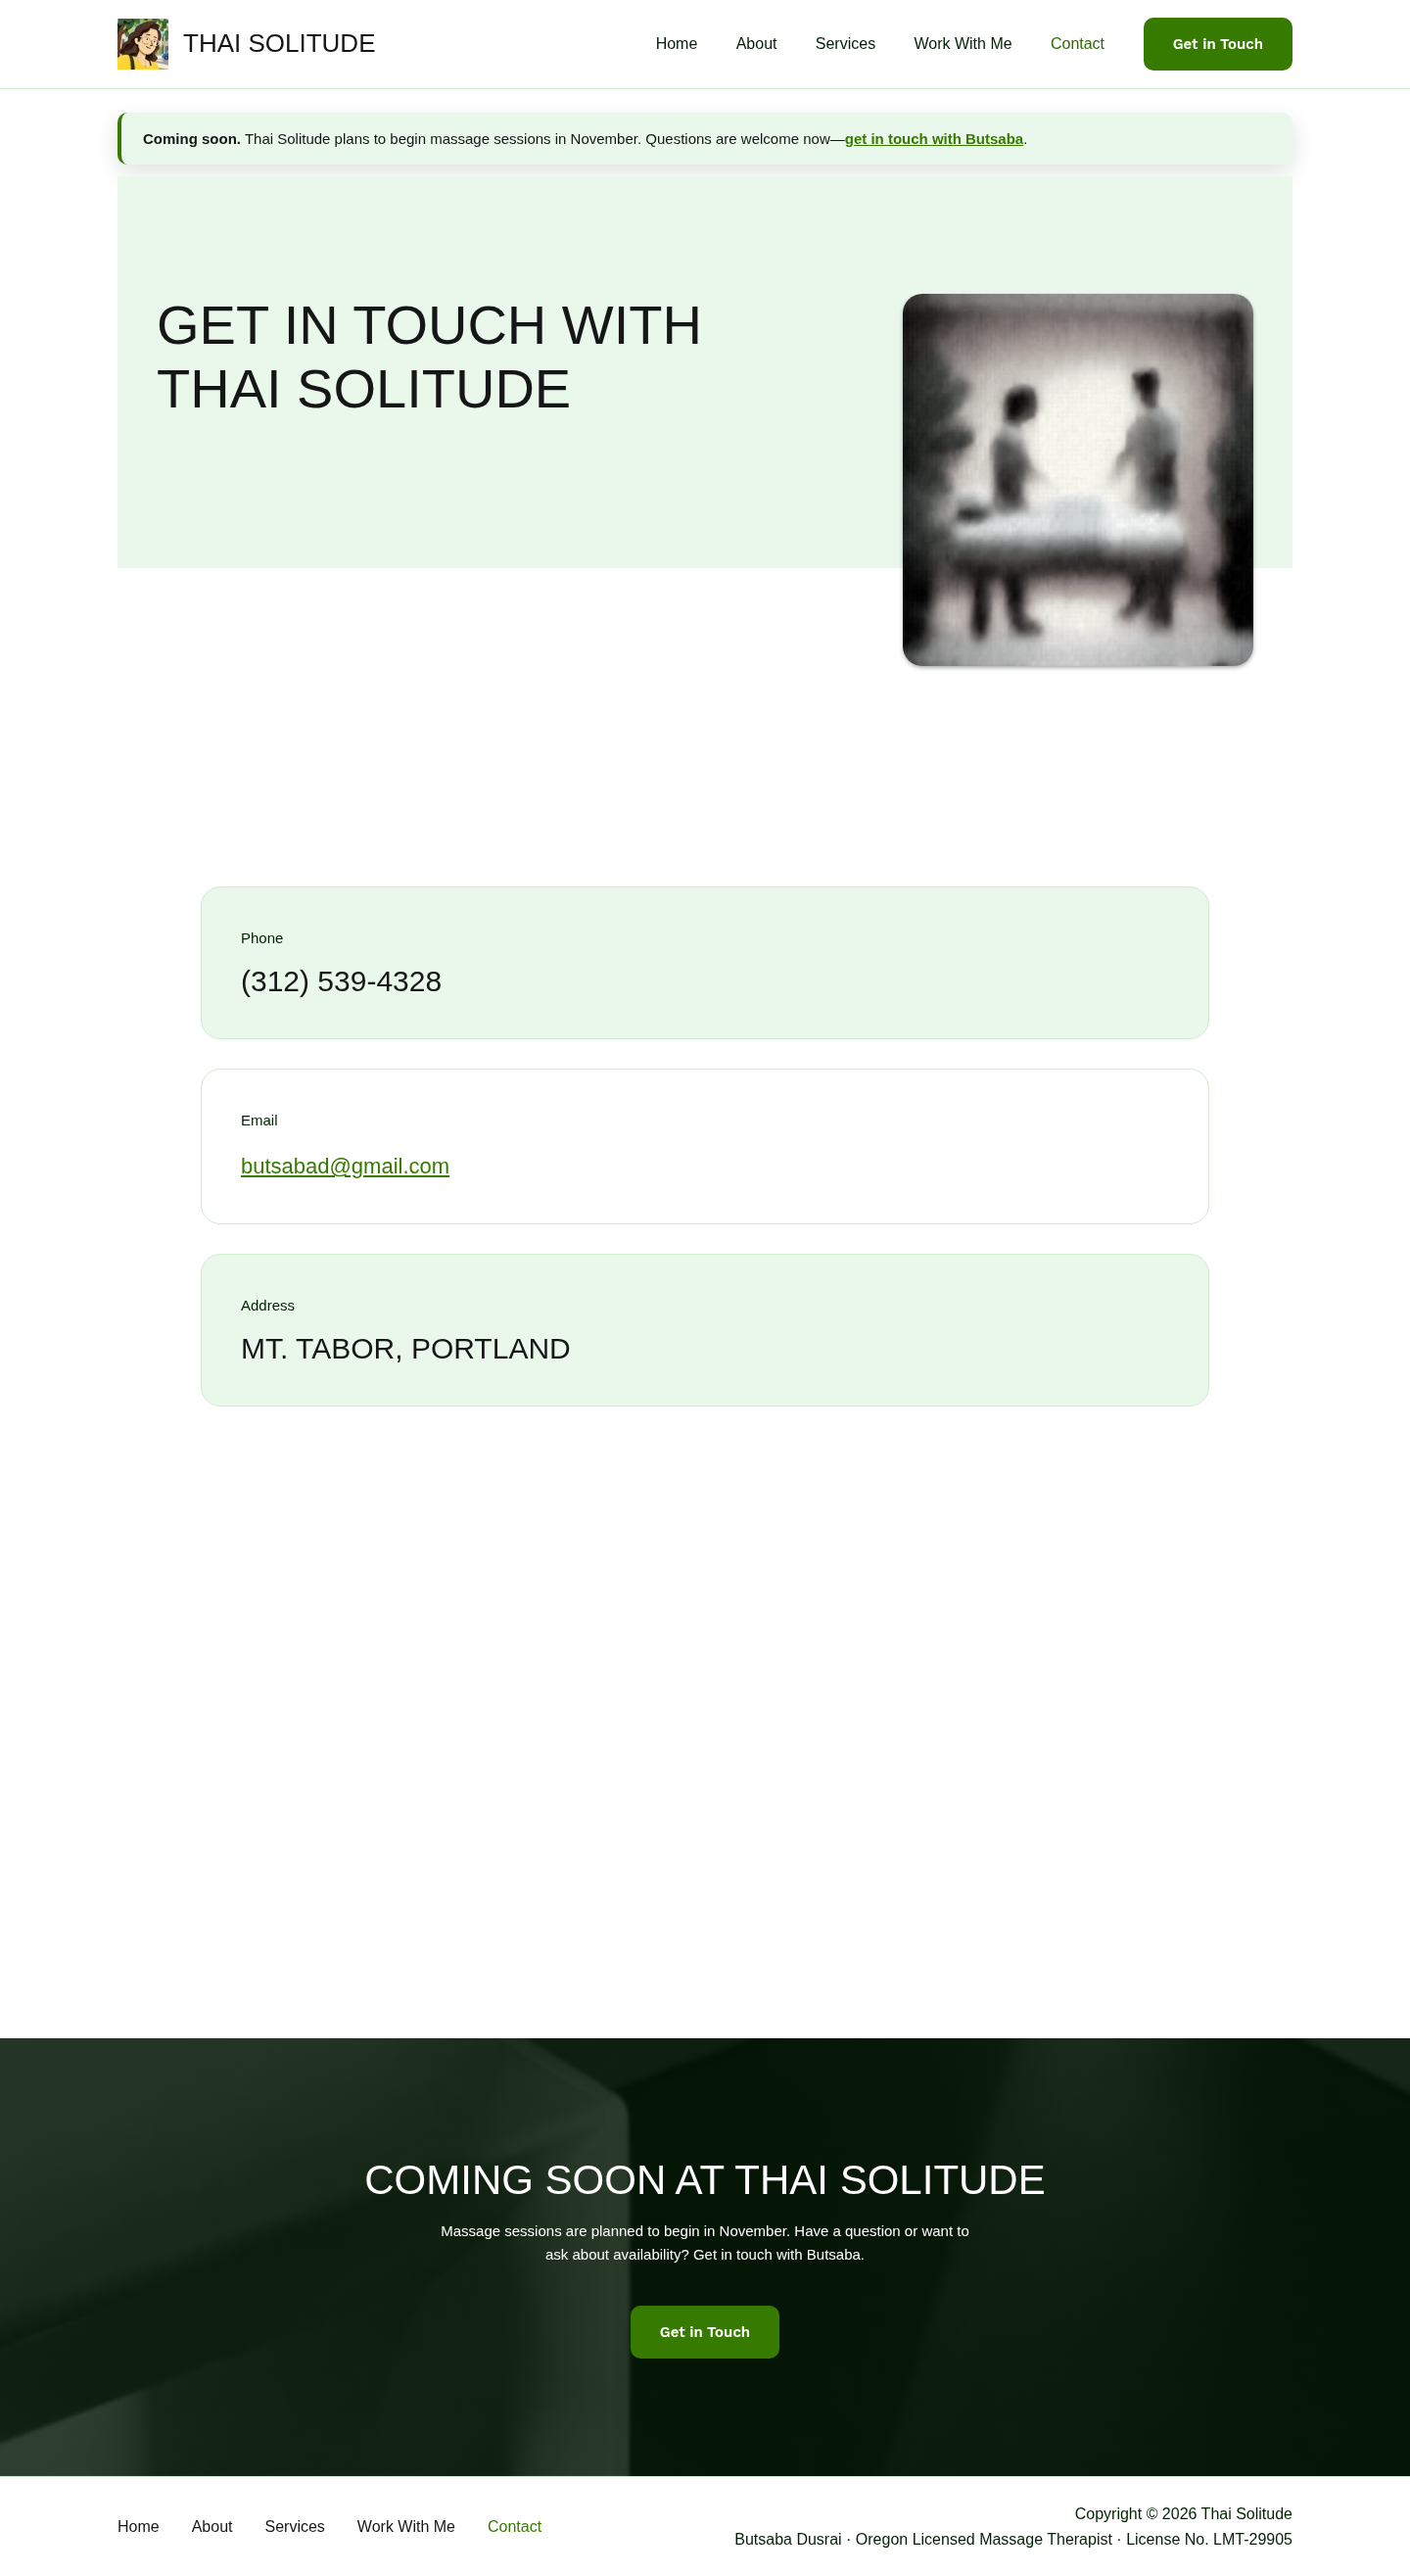 THAI SOLITUDE
Home
About
Services
Work With Me
Contact
Get in Touch
Coming soon. Thai Solitude plans to begin massage sessions in November. Questions are welcome now—get in touch with Butsaba.
GET IN TOUCH WITH
THAI SOLITUDE
Phone
(312) 539-4328
Email
butsabad@gmail.com
Address
MT. TABOR, PORTLAND
COMING SOON AT THAI SOLITUDE
Massage sessions are planned to begin in November. Have a question or want to
ask about availability? Get in touch with Butsaba.
Get in Touch
Home
About
Services
Work With Me
Contact
Copyright © 2026 Thai Solitude
Butsaba Dusrai · Oregon Licensed Massage Therapist · License No. LMT-29905